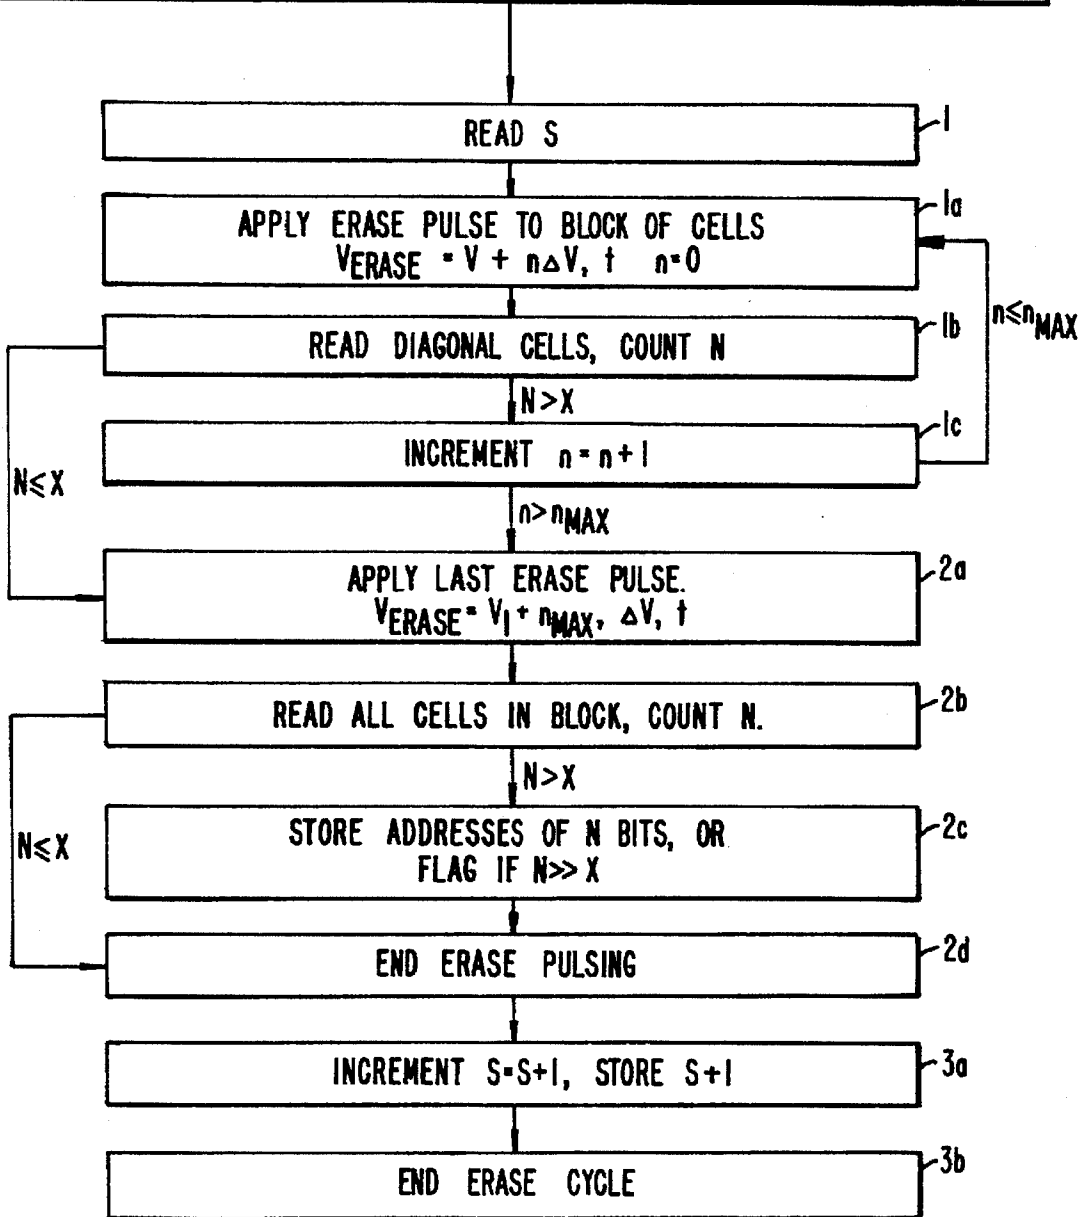 READ S
1
APPLY ERASE PULSE TO BLOCK OF CELLS
VERASE = V + n△V, t n=0
1a
READ DIAGONAL CELLS, COUNT N
1b
n≤nMAX
N>X
INCREMENT n=n+1
1c
N≤X
n>nMAX
APPLY LAST ERASE PULSE.
VERASE= V1+ nMAX, △V, t
2a
READ ALL CELLS IN BLOCK, COUNT N.
2b
N>X
STORE ADDRESSES OF N BITS, OR
FLAG IF N>>X
2c
N≤X
END ERASE PULSING
2d
INCREMENT S=S+1, STORE S+1
3a
END ERASE CYCLE
3b